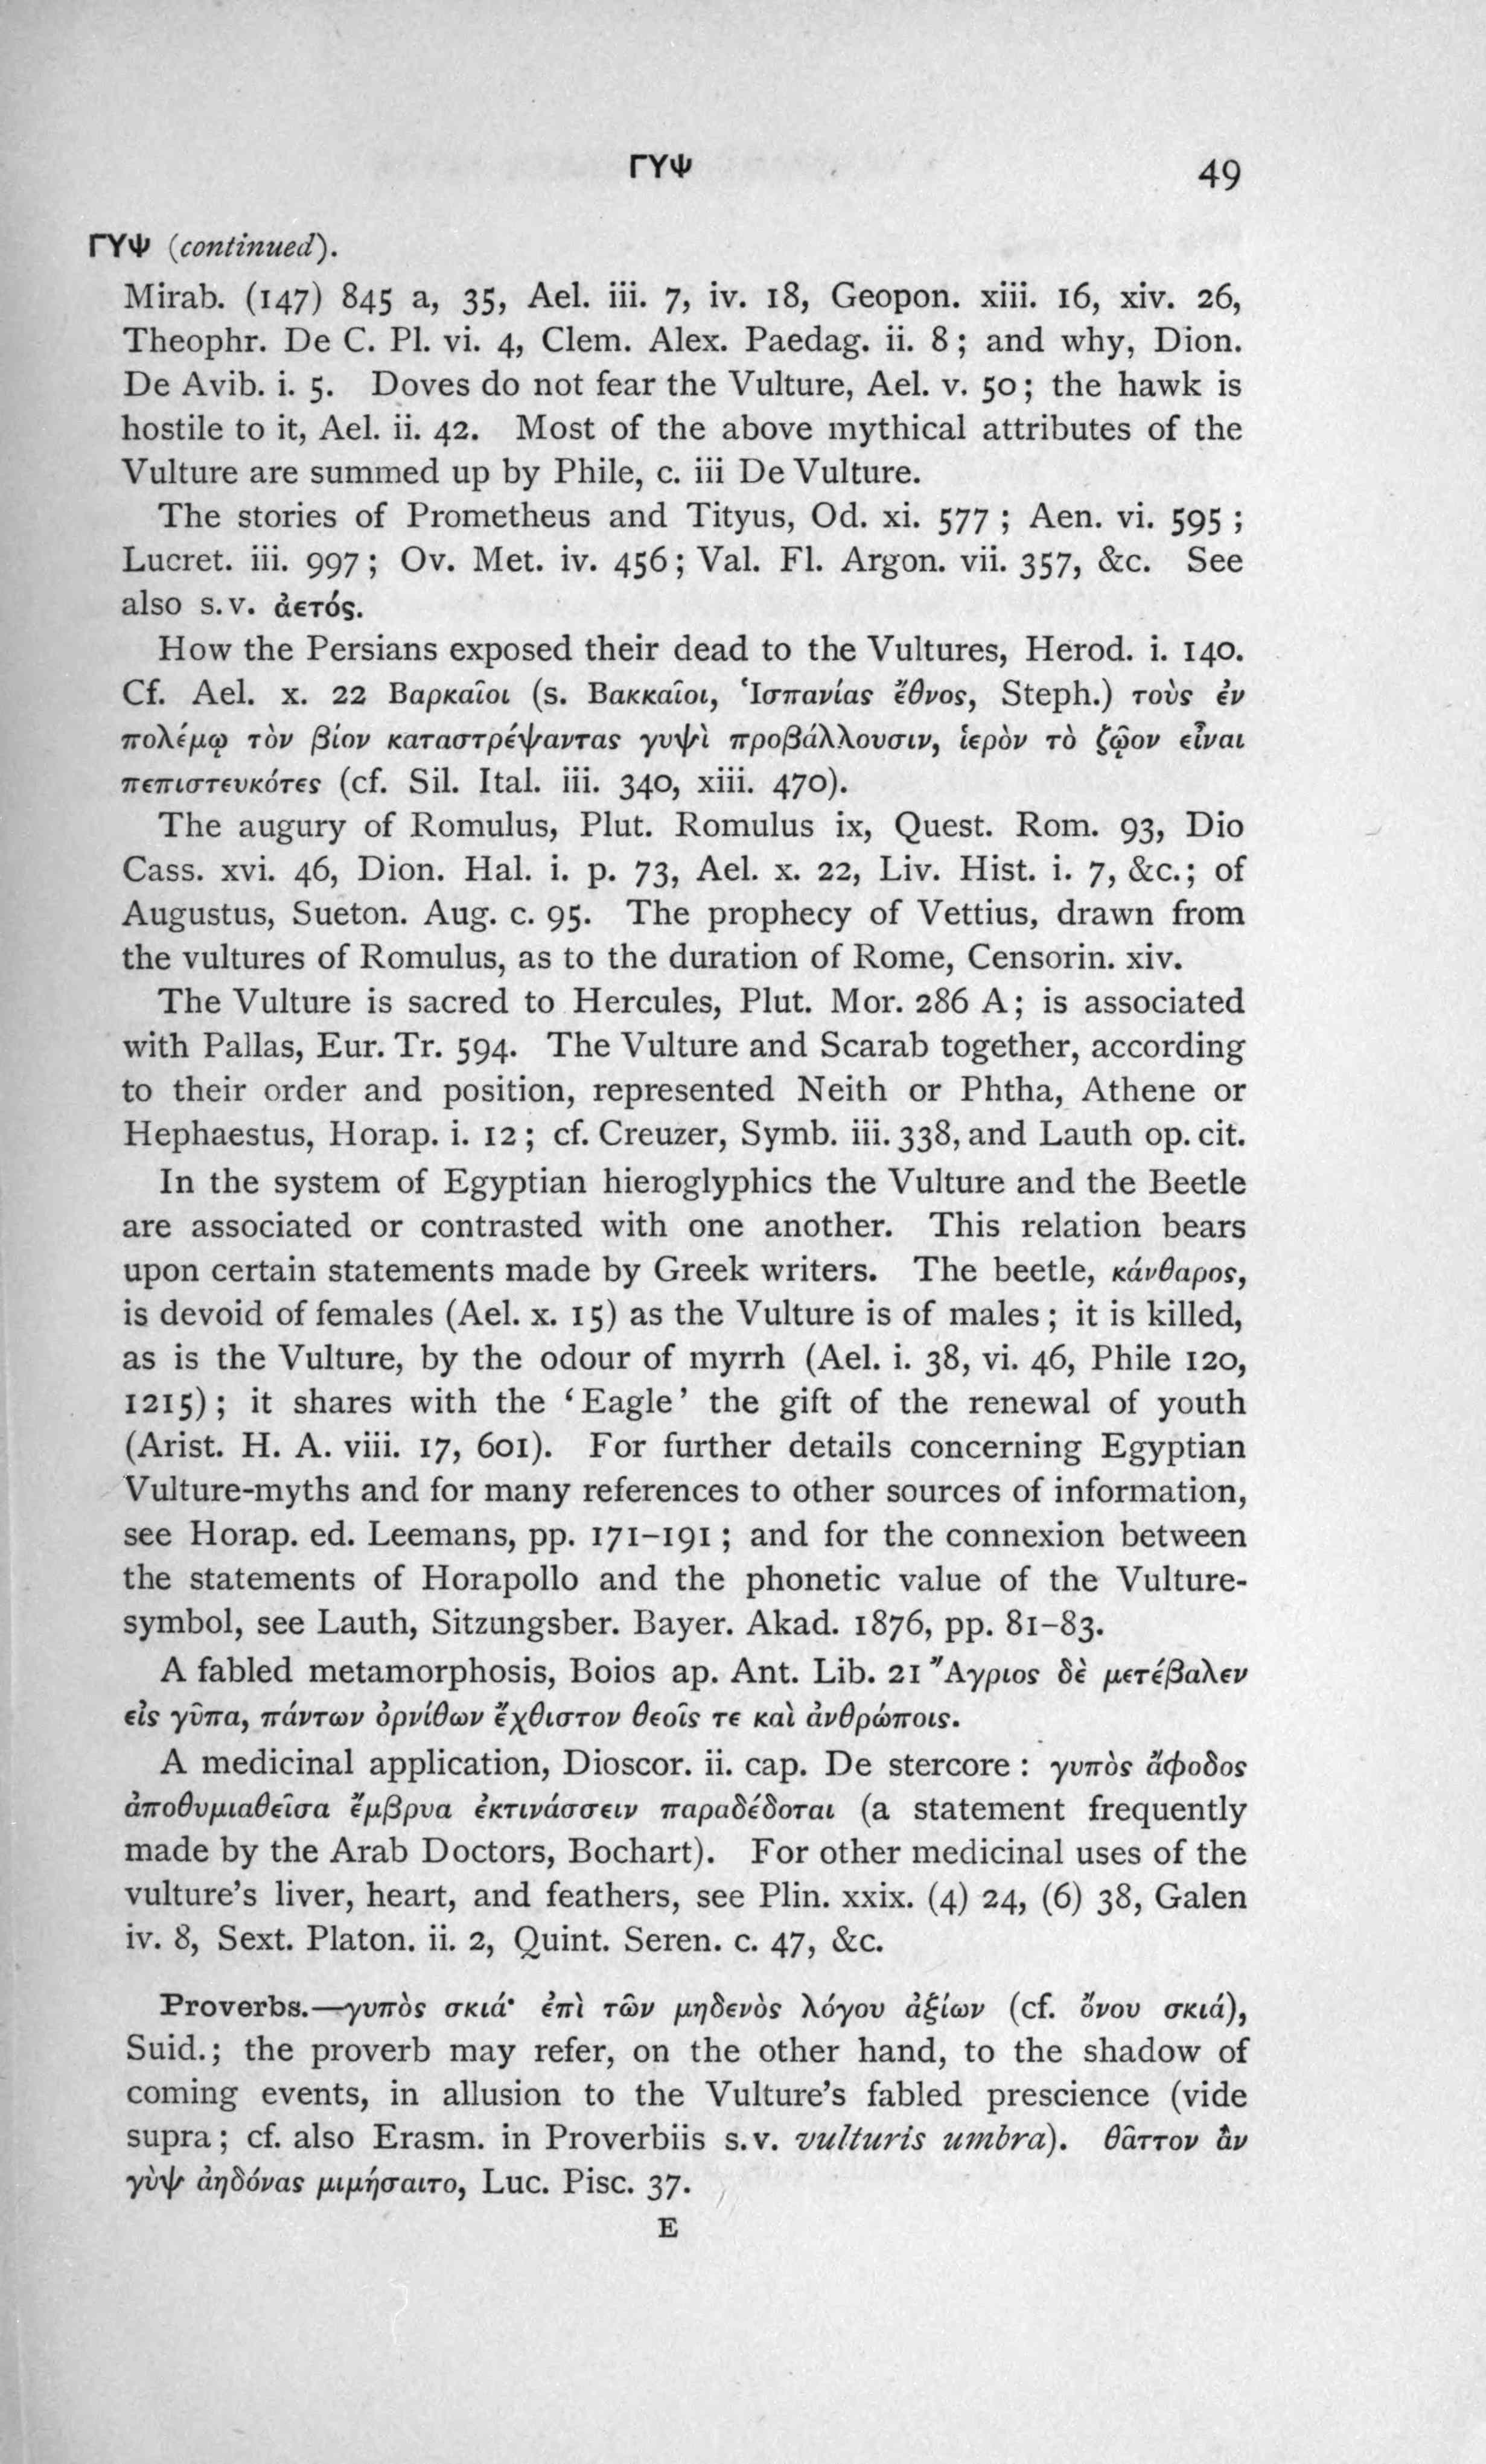 ΓΥΨ 49
ΓΥΨ (continued).
Mirab. (147) 845 a, 35, Ael. iii. 7, iv. 18, Geopon. xiii. 16, xiv. 26,
Theophr. De C. Pl. vi. 4, Clem. Alex. Paedag. ii. 8 ; and why, Dion.
De Avib. i. 5. Doves do not fear the Vulture, Ael. v. 50 ; the hawk is
hostile to it, Ael. ii. 42. Most of the above mythical attributes of the
Vulture are summed up by Phile, c. iii De Vulture.
The stories of Prometheus and Tityus, Od. xi. 577 ; Aen. vi. 595 ;
Lucret. iii. 997 ; Ov. Met. iv. 456 ; Val. Fl. Argon. vii. 357, &c. See
also s.v. ἀετός.
How the Persians exposed their dead to the Vultures, Herod. i. 140.
Cf. Ael. x. 22 Βαρκαῖοι (s. Βακκαῖοι, Ἱσπανίας ἔθνος, Steph.) τοὺς ἐν
πολέμῳ τὸν βίον καταστρέψαντας γυψὶ προβάλλουσιν, ἱερὸν τὸ ζῷον εἶναι
πεπιστευκότες (cf. Sil. Ital. iii. 340, xiii. 470).
The augury of Romulus, Plut. Romulus ix, Quest. Rom. 93, Dio
Cass. xvi. 46, Dion. Hal. i. p. 73, Ael. x. 22, Liv. Hist. i. 7, &c.; of
Augustus, Sueton. Aug. c. 95. The prophecy of Vettius, drawn from
the vultures of Romulus, as to the duration of Rome, Censorin. xiv.
The Vulture is sacred to Hercules, Plut. Mor. 286 A ; is associated
with Pallas, Eur. Tr. 594. The Vulture and Scarab together, according
to their order and position, represented Neith or Phtha, Athene or
Hephaestus, Horap. i. 12 ; cf. Creuzer, Symb. iii. 338, and Lauth op. cit.
In the system of Egyptian hieroglyphics the Vulture and the Beetle
are associated or contrasted with one another. This relation bears
upon certain statements made by Greek writers. The beetle, κάνθαρος,
is devoid of females (Ael. x. 15) as the Vulture is of males ; it is killed,
as is the Vulture, by the odour of myrrh (Ael. i. 38, vi. 46, Phile 120,
1215) ; it shares with the ‘Eagle’ the gift of the renewal of youth
(Arist. H. A. viii. 17, 601). For further details concerning Egyptian
Vulture-myths and for many references to other sources of information,
see Horap. ed. Leemans, pp. 171–191 ; and for the connexion between
the statements of Horapollo and the phonetic value of the Vulture-
symbol, see Lauth, Sitzungsber. Bayer. Akad. 1876, pp. 81–83.
A fabled metamorphosis, Boios ap. Ant. Lib. 21 Ἄγριος δὲ μετέβαλεν
εἰς γῦπα, πάντων ὀρνίθων ἔχθιστον θεοῖς τε καὶ ἀνθρώποις.
A medicinal application, Dioscor. ii. cap. De stercore : γυπὸς ἄφοδος
ἀποθυμιαθεῖσα ἔμβρυα ἐκτινάσσειν παραδέδοται (a statement frequently
made by the Arab Doctors, Bochart). For other medicinal uses of the
vulture’s liver, heart, and feathers, see Plin. xxix. (4) 24, (6) 38, Galen
iv. 8, Sext. Platon. ii. 2, Quint. Seren. c. 47, &c.
Proverbs.—γυπὸς σκιά· ἐπὶ τῶν μηδενὸς λόγου ἀξίων (cf. ὄνου σκιά),
Suid.; the proverb may refer, on the other hand, to the shadow of
coming events, in allusion to the Vulture’s fabled prescience (vide
supra ; cf. also Erasm. in Proverbiis s.v. vulturis umbra). θᾶττον ἂν
γὺψ ἀηδόνας μιμήσαιτο, Luc. Pisc. 37.
E